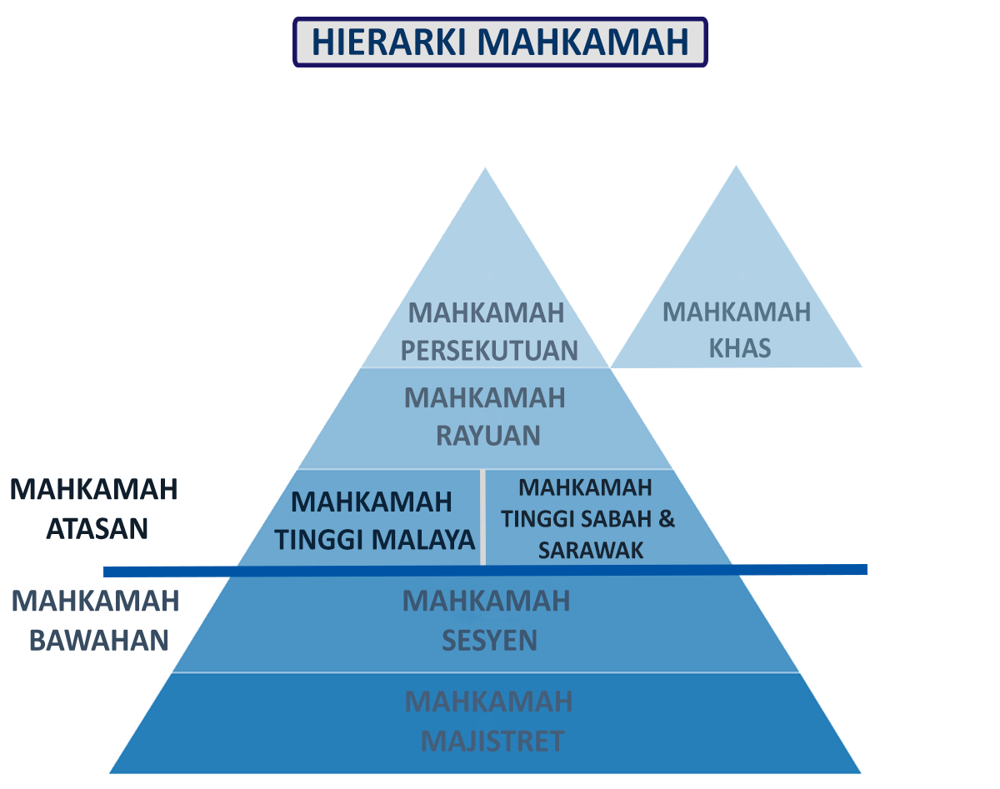 HIERARKI MAHKAMAH
MAHKAMAH
PERSEKUTUAN
MAHKAMAH
KHAS
MAHKAMAH
RAYUAN
MAHKAMAH
ATASAN
MAHKAMAH
TINGGI MALAYA
MAHKAMAH
TINGGI SABAH &
SARAWAK
MAHKAMAH
BAWAHAN
MAHKAMAH
SESYEN
MAHKAMAH
MAJISTRET